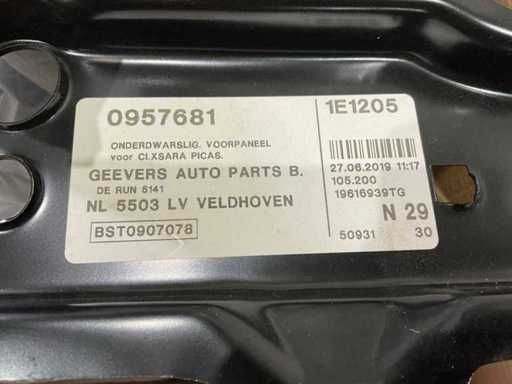 0957681
ONDERDWARSLIG. VOORPANEEL
voor CI.XSARA PICAS.
GEEVERS AUTO PARTS B.
DE RUN 5141
NL 5503 LV VELDHOVEN
BST0907078
1E1205
27.06.2019 11:17
105.200
19616939TG
N 29
50931 30